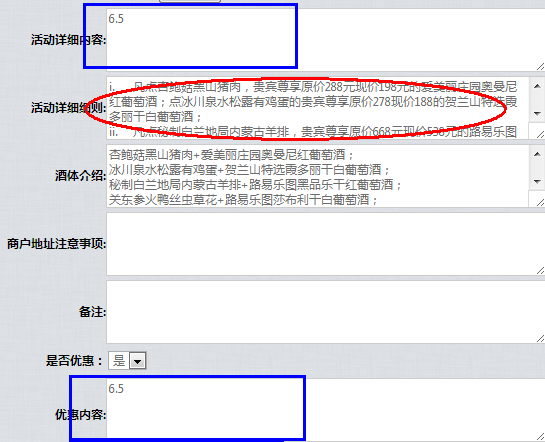 活动详细内容:
6.5
活动详细细则:
i. 凡点杏鲍菇黑山猪肉，贵宾尊享原价288元现价198元的爱美丽庄园奥曼尼
红葡萄酒；点冰川泉水松露有鸡蛋的贵宾尊享原价278现价188的贺兰山特选霞
多丽干白葡萄酒；
ii. 凡点秘制白兰地局内蒙古羊排，贵宾尊享原价668元现价538元的路易乐图
酒体介绍:
杏鲍菇黑山猪肉+爱美丽庄园奥曼尼红葡萄酒；
冰川泉水松露有鸡蛋+贺兰山特选霞多丽干白葡萄酒；
秘制白兰地局内蒙古羊排+路易乐图黑品乐干红葡萄酒；
关东参火鸭丝虫草花+路易乐图莎布利干白葡萄酒；
商户地址注意事项:
备注:
是否优惠：
是
优惠内容:
6.5